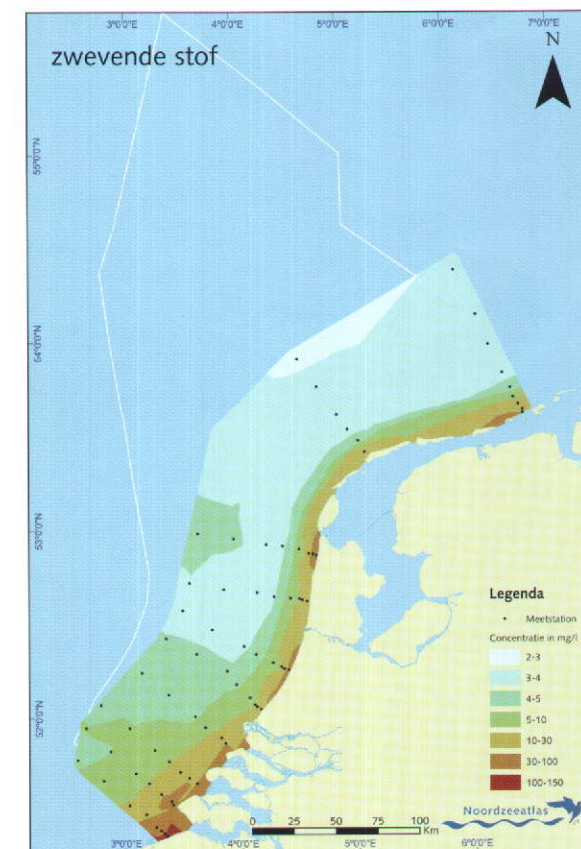 3°0'0"E 4°0'0"E 5°0'0"E 6°0'0"E 7°0'0"E
zwevende stof
N
55°0'0"N
54°0'0"N
53°0'0"N
52°0'0"N
Legenda
Meetstation
Concentratie in mg/l
2-3
3-4
4-5
5-10
10-30
30-100
100-150
Noordzeeatlas
0 25 50 75 100
Km
3°0'0"E 4°0'0"E 5°0'0"E 6°0'0"E